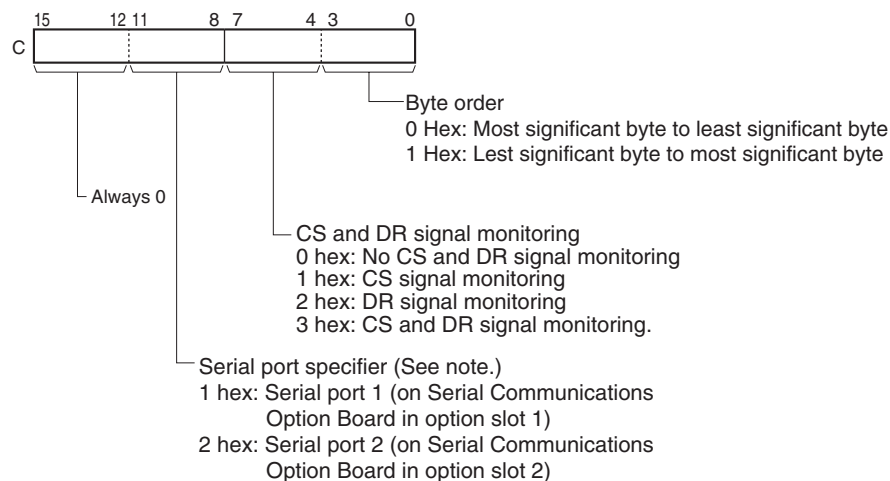 15 12 11 8 7 4 3 0
C
Byte order
0 Hex: Most significant byte to least significant byte
1 Hex: Lest significant byte to most significant byte
Always 0
CS and DR signal monitoring
0 hex: No CS and DR signal monitoring
1 hex: CS signal monitoring
2 hex: DR signal monitoring
3 hex: CS and DR signal monitoring.
Serial port specifier (See note.)
1 hex: Serial port 1 (on Serial Communications
Option Board in option slot 1)
2 hex: Serial port 2 (on Serial Communications
Option Board in option slot 2)